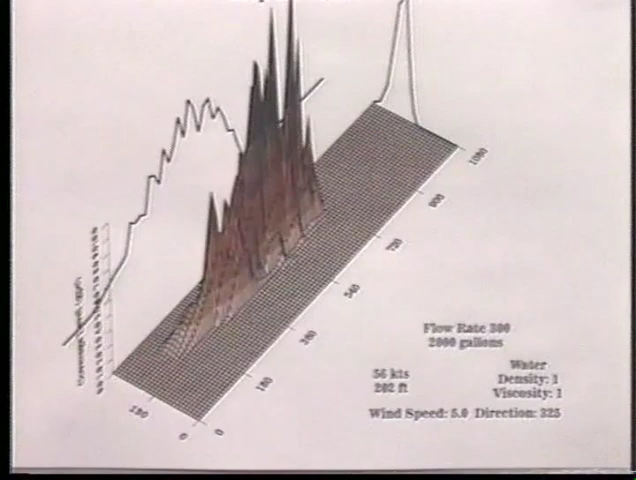 1080
900
720
540
360
180
0
0
180
Flow Rate 300
2000 gallons
56 kts
202 ft
Water
Density: 1
Viscosity: 1
Wind Speed: 5.0 Direction: 325